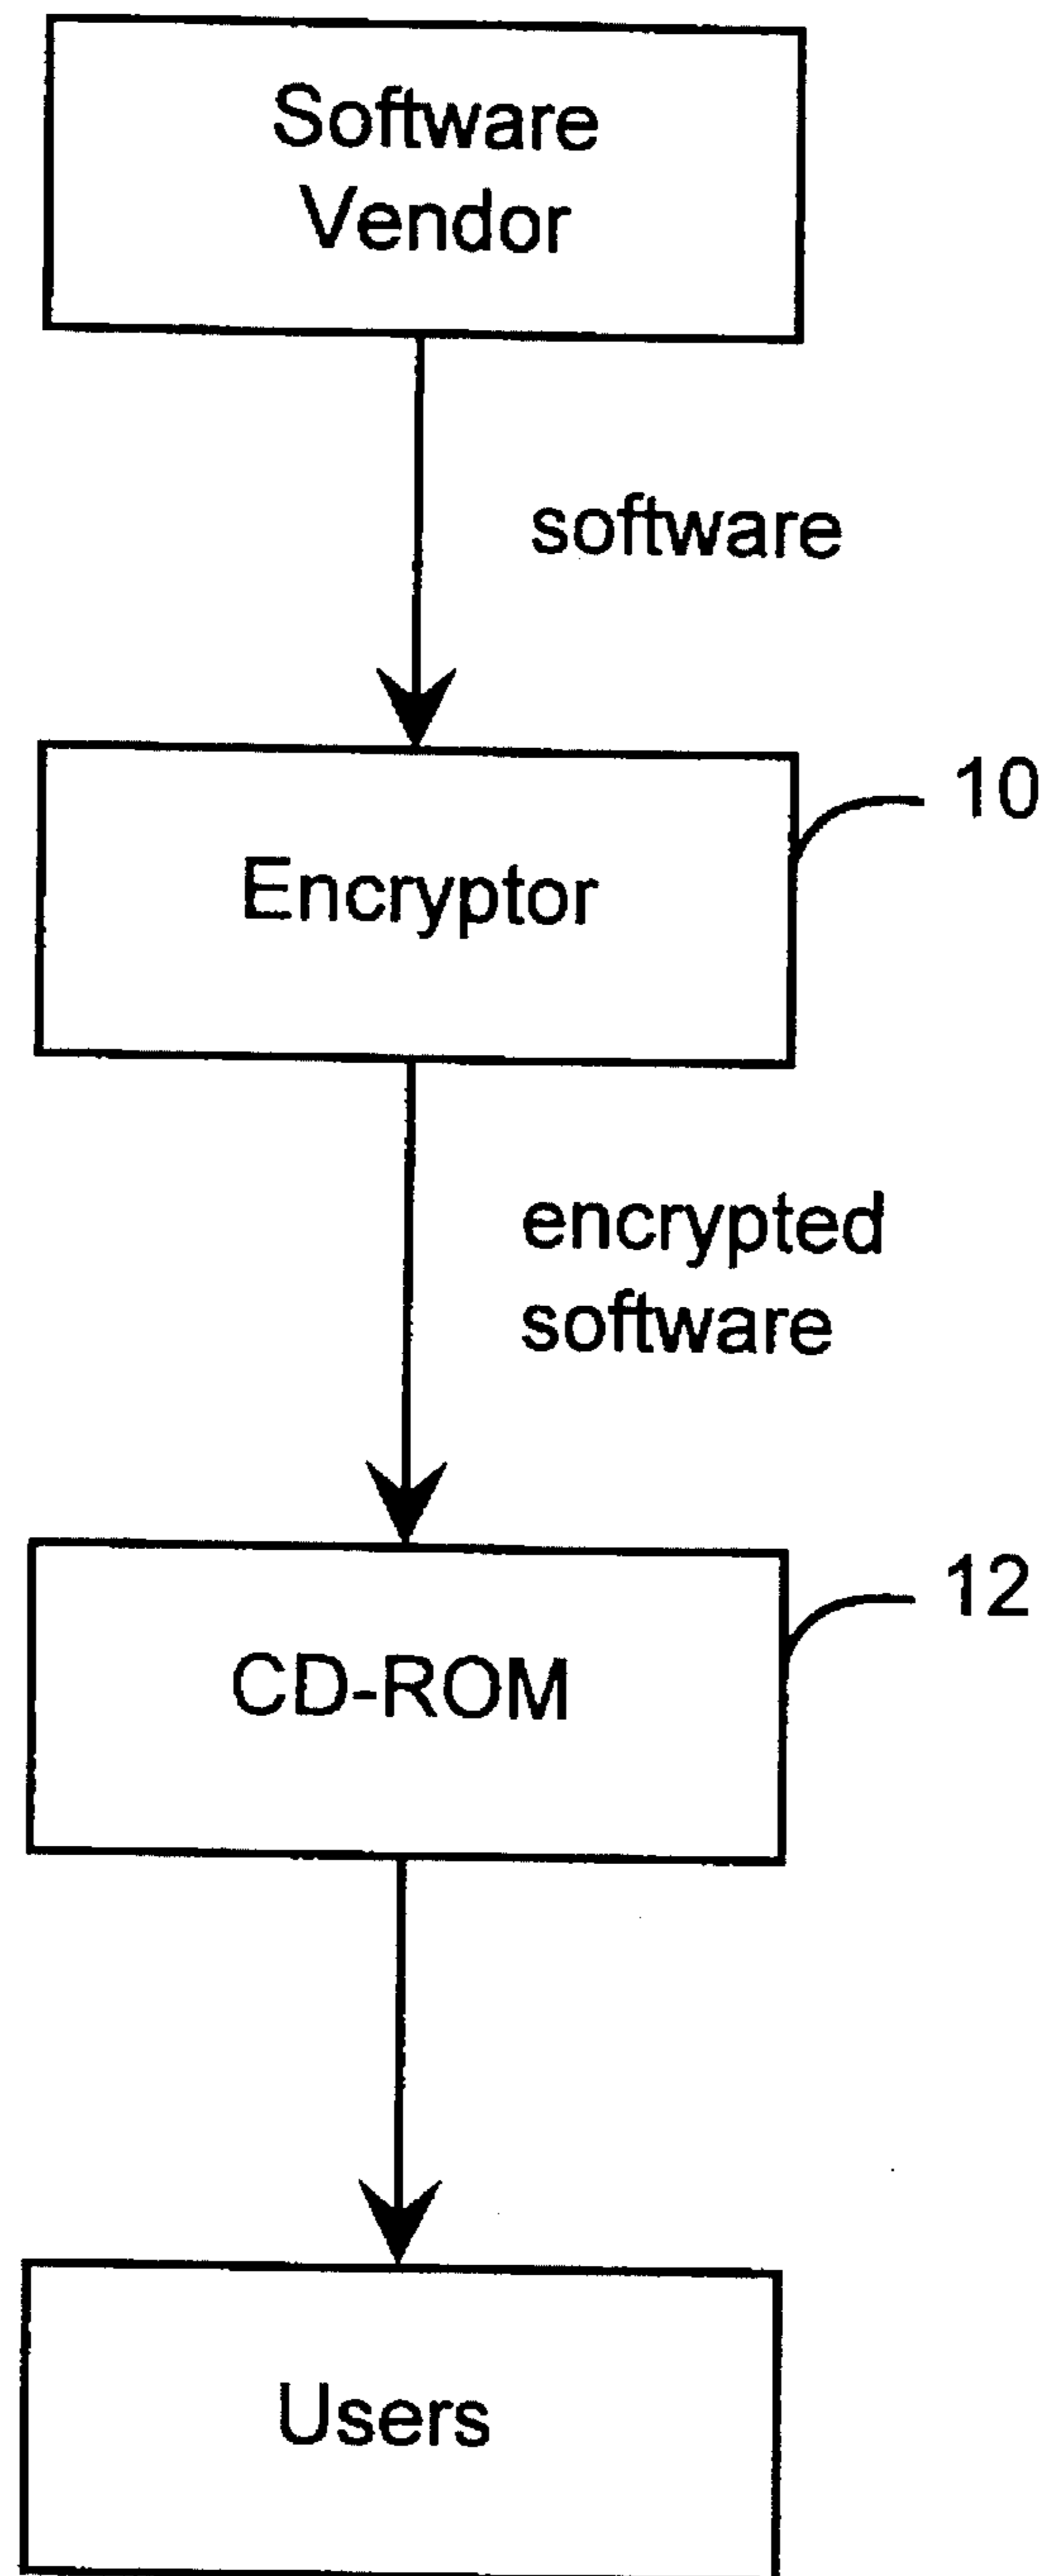 Software
Vendor
software
Encryptor
10
encrypted
software
CD-ROM
12
Users